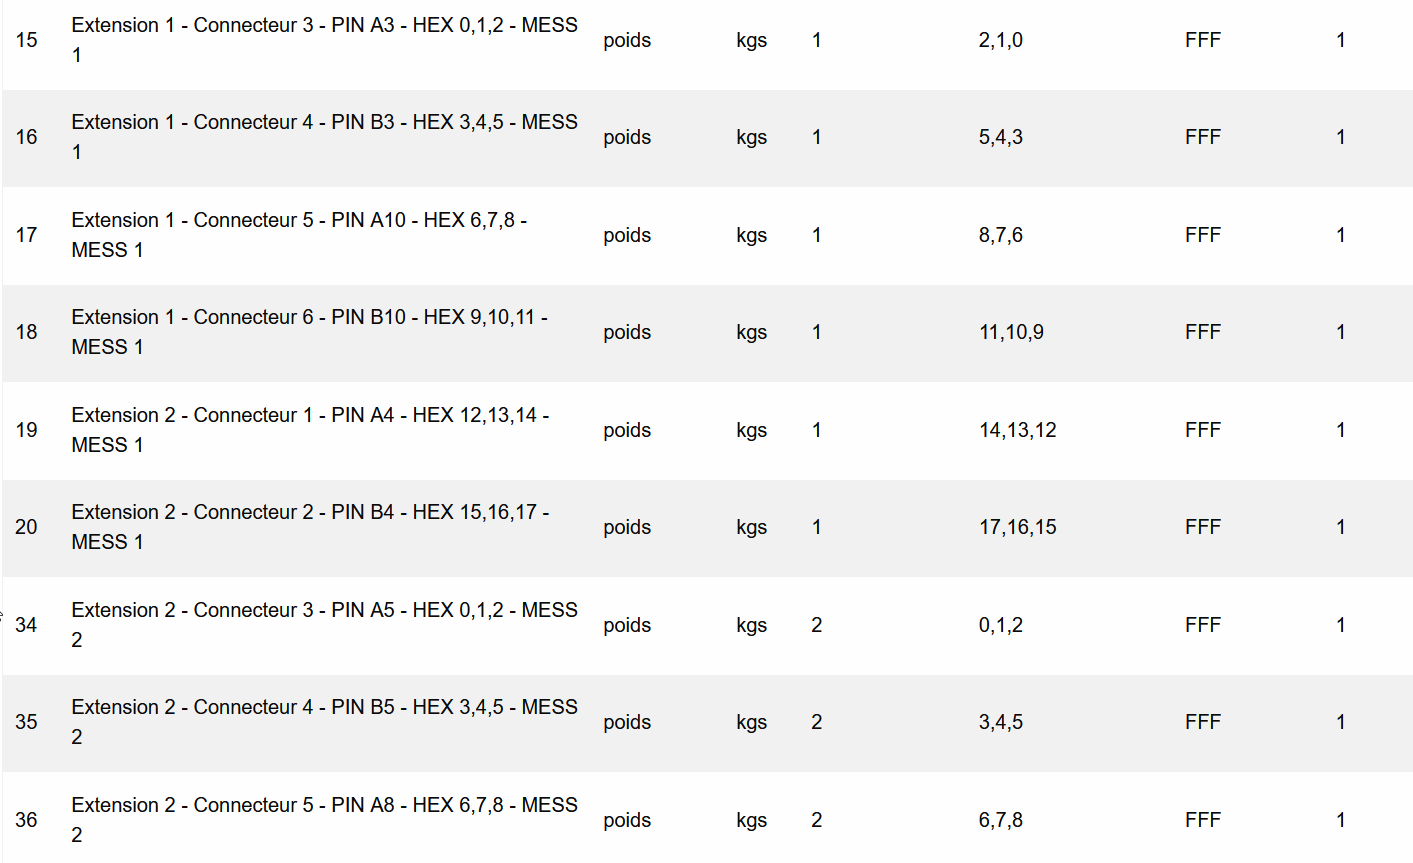 Extension 1 - Connecteur 3 - PIN A3 - HEX 0,1,2 - MESS
15 poids kgs 1 2,1,0 FFF 1
1
Extension 1 - Connecteur 4 - PIN B3 - HEX 3,4,5 - MESS
16 poids kgs 1 5,4,3 FFF 1
1
Extension 1 - Connecteur 5 - PIN A10 - HEX 6,7,8 -
17 poids kgs 1 8,7,6 FFF 1
MESS 1
Extension 1 - Connecteur 6 - PIN B10 - HEX 9,10,11 -
18 poids kgs 1 11,10,9 FFF 1
MESS 1
Extension 2 - Connecteur 1 - PIN A4 - HEX 12,13,14 -
19 poids kgs 1 14,13,12 FFF 1
MESS 1
Extension 2 - Connecteur 2 - PIN B4 - HEX 15,16,17 -
20 poids kgs 1 17,16,15 FFF 1
MESS 1
Extension 2 - Connecteur 3 - PIN A5 - HEX 0,1,2 - MESS
34 poids kgs 2 0,1,2 FFF 1
2
Extension 2 - Connecteur 4 - PIN B5 - HEX 3,4,5 - MESS
35 poids kgs 2 3,4,5 FFF 1
2
Extension 2 - Connecteur 5 - PIN A8 - HEX 6,7,8 - MESS
36 poids kgs 2 6,7,8 FFF 1
2